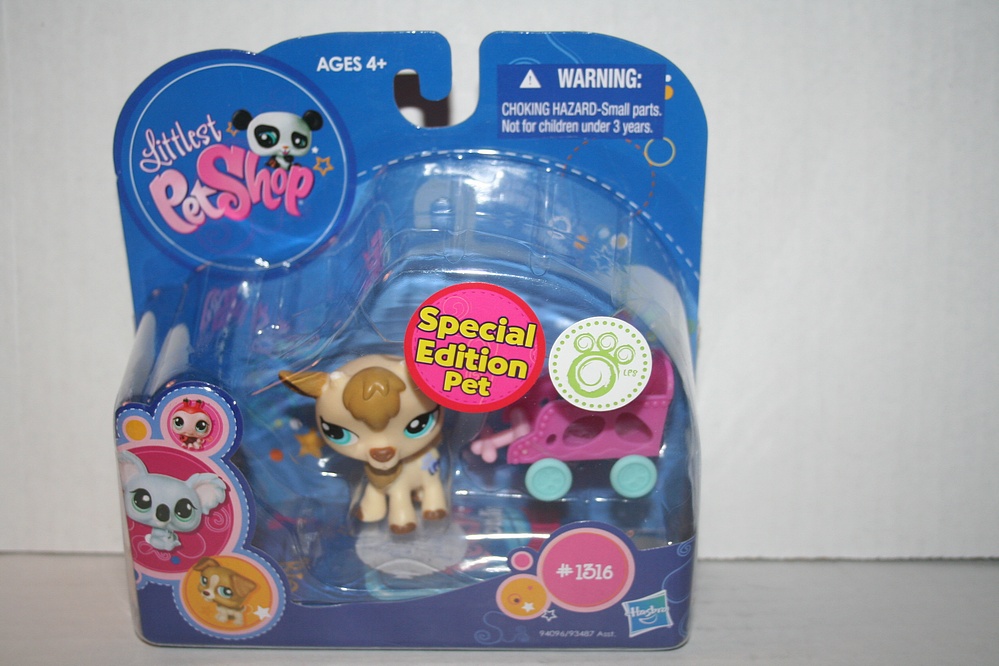 AGES 4+
WARNING:
CHOKING HAZARD-Small parts.
Not for children under 3 years.
Littlest
PetShop
Special
Edition
Pet
LPS
#1316
Hasbro
94096/93487 Asst.